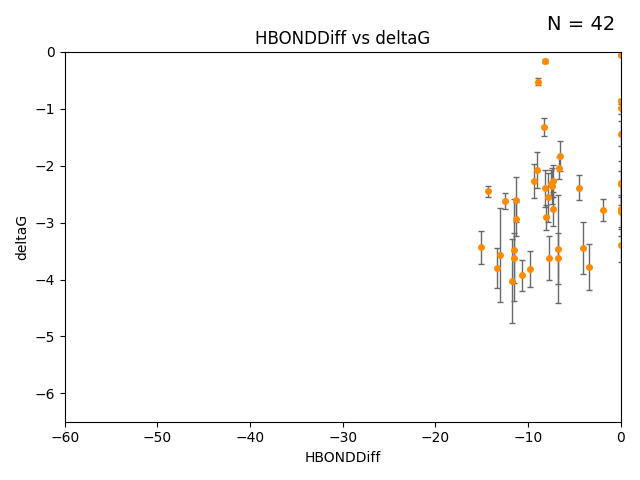 N = 42
HBONDDiff vs deltaG
deltaG
0
−1
−2
−3
−4
−5
−6
−60 −50 −40 −30 −20 −10 0
HBONDDiff